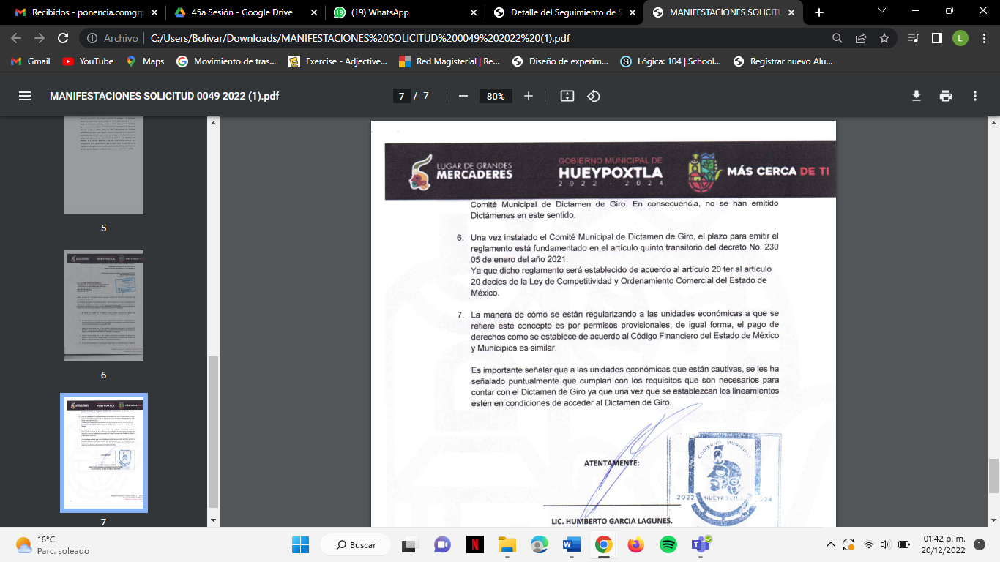 Recibidos - ponencia.comgrp
45a Sesión - Google Drive
(19) WhatsApp
Detalle del Seguimiento de S
MANIFESTACIONES SOLICITU
Archivo
C:/Users/Bolivar/Downloads/MANIFESTACIONES%20SOLICITUD%200049%202022%20(1).pdf
L
Gmail
YouTube
Maps
Movimiento de tras...
Exercise - Adjective...
Red Magisterial | Re...
Diseño de experim...
Lógica: 104 | School...
Registrar nuevo Alu...
MANIFESTACIONES SOLICITUD 0049 2022 (1).pdf
7 / 7
80%
5
6
7
LUGAR DE GRANDES
MERCADERES
GOBIERNO MUNICIPAL DE
HUEYPOXTLA
2022 - 2024
MÁS CERCA DE TI
Comité Municipal de Dictamen de Giro. En consecuencia, no se han emitido
Dictámenes en este sentido.
6. Una vez instalado el Comité Municipal de Dictamen de Giro, el plazo para emitir el
reglamento está fundamentado en el artículo quinto transitorio del decreto No. 230
05 de enero del año 2021.
Ya que dicho reglamento será establecido de acuerdo al artículo 20 ter al artículo
20 decies de la Ley de Competitividad y Ordenamiento Comercial del Estado de
México.
7. La manera de cómo se están regularizando a las unidades económicas a que se
refiere este concepto es por permisos provisionales, de igual forma, el pago de
derechos como se establece de acuerdo al Código Financiero del Estado de México
y Municipios es similar.
Es importante señalar que a las unidades económicas que están cautivas, se les ha
señalado puntualmente que cumplan con los requisitos que son necesarios para
contar con el Dictamen de Giro ya que una vez que se establezcan los lineamientos
estén en condiciones de acceder al Dictamen de Giro.
ATENTAMENTE:
GOBIERNO MUNICIP
2022 HUEYPOXTLA 2024
LIC. HUMBERTO GARCIA LAGUNES.
16°C
Parc. soleado
Buscar
01:42 p. m.
20/12/2022
1